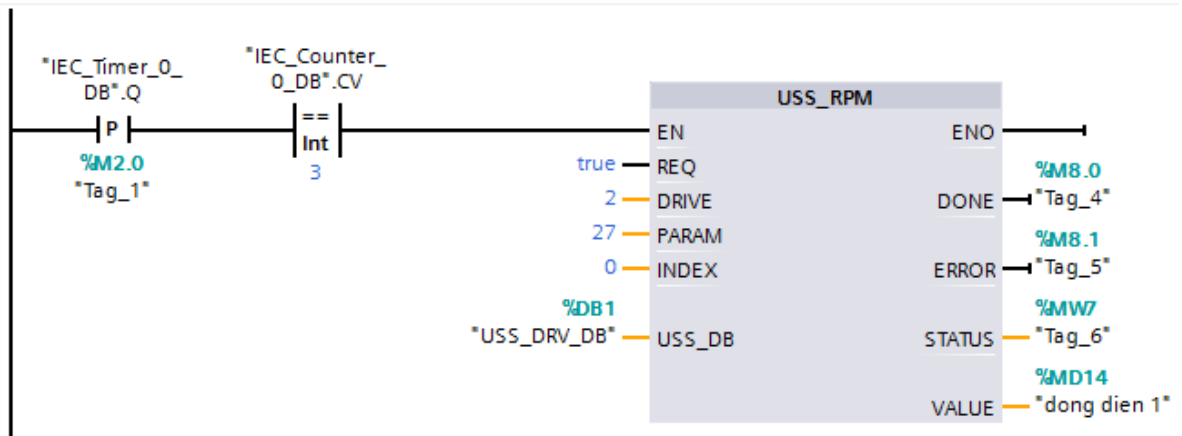 "IEC_Timer_0_
DB".Q
P
%M2.0
"Tag_1"
"IEC_Counter_
0_DB".CV
==
Int
3
USS_RPM
EN
ENO
true
REQ
2
DRIVE
27
PARAM
0
INDEX
%DB1
"USS_DRV_DB"
USS_DB
DONE
%M8.0
"Tag_4"
ERROR
%M8.1
"Tag_5"
STATUS
%MW7
"Tag_6"
VALUE
%MD14
"dong dien 1"